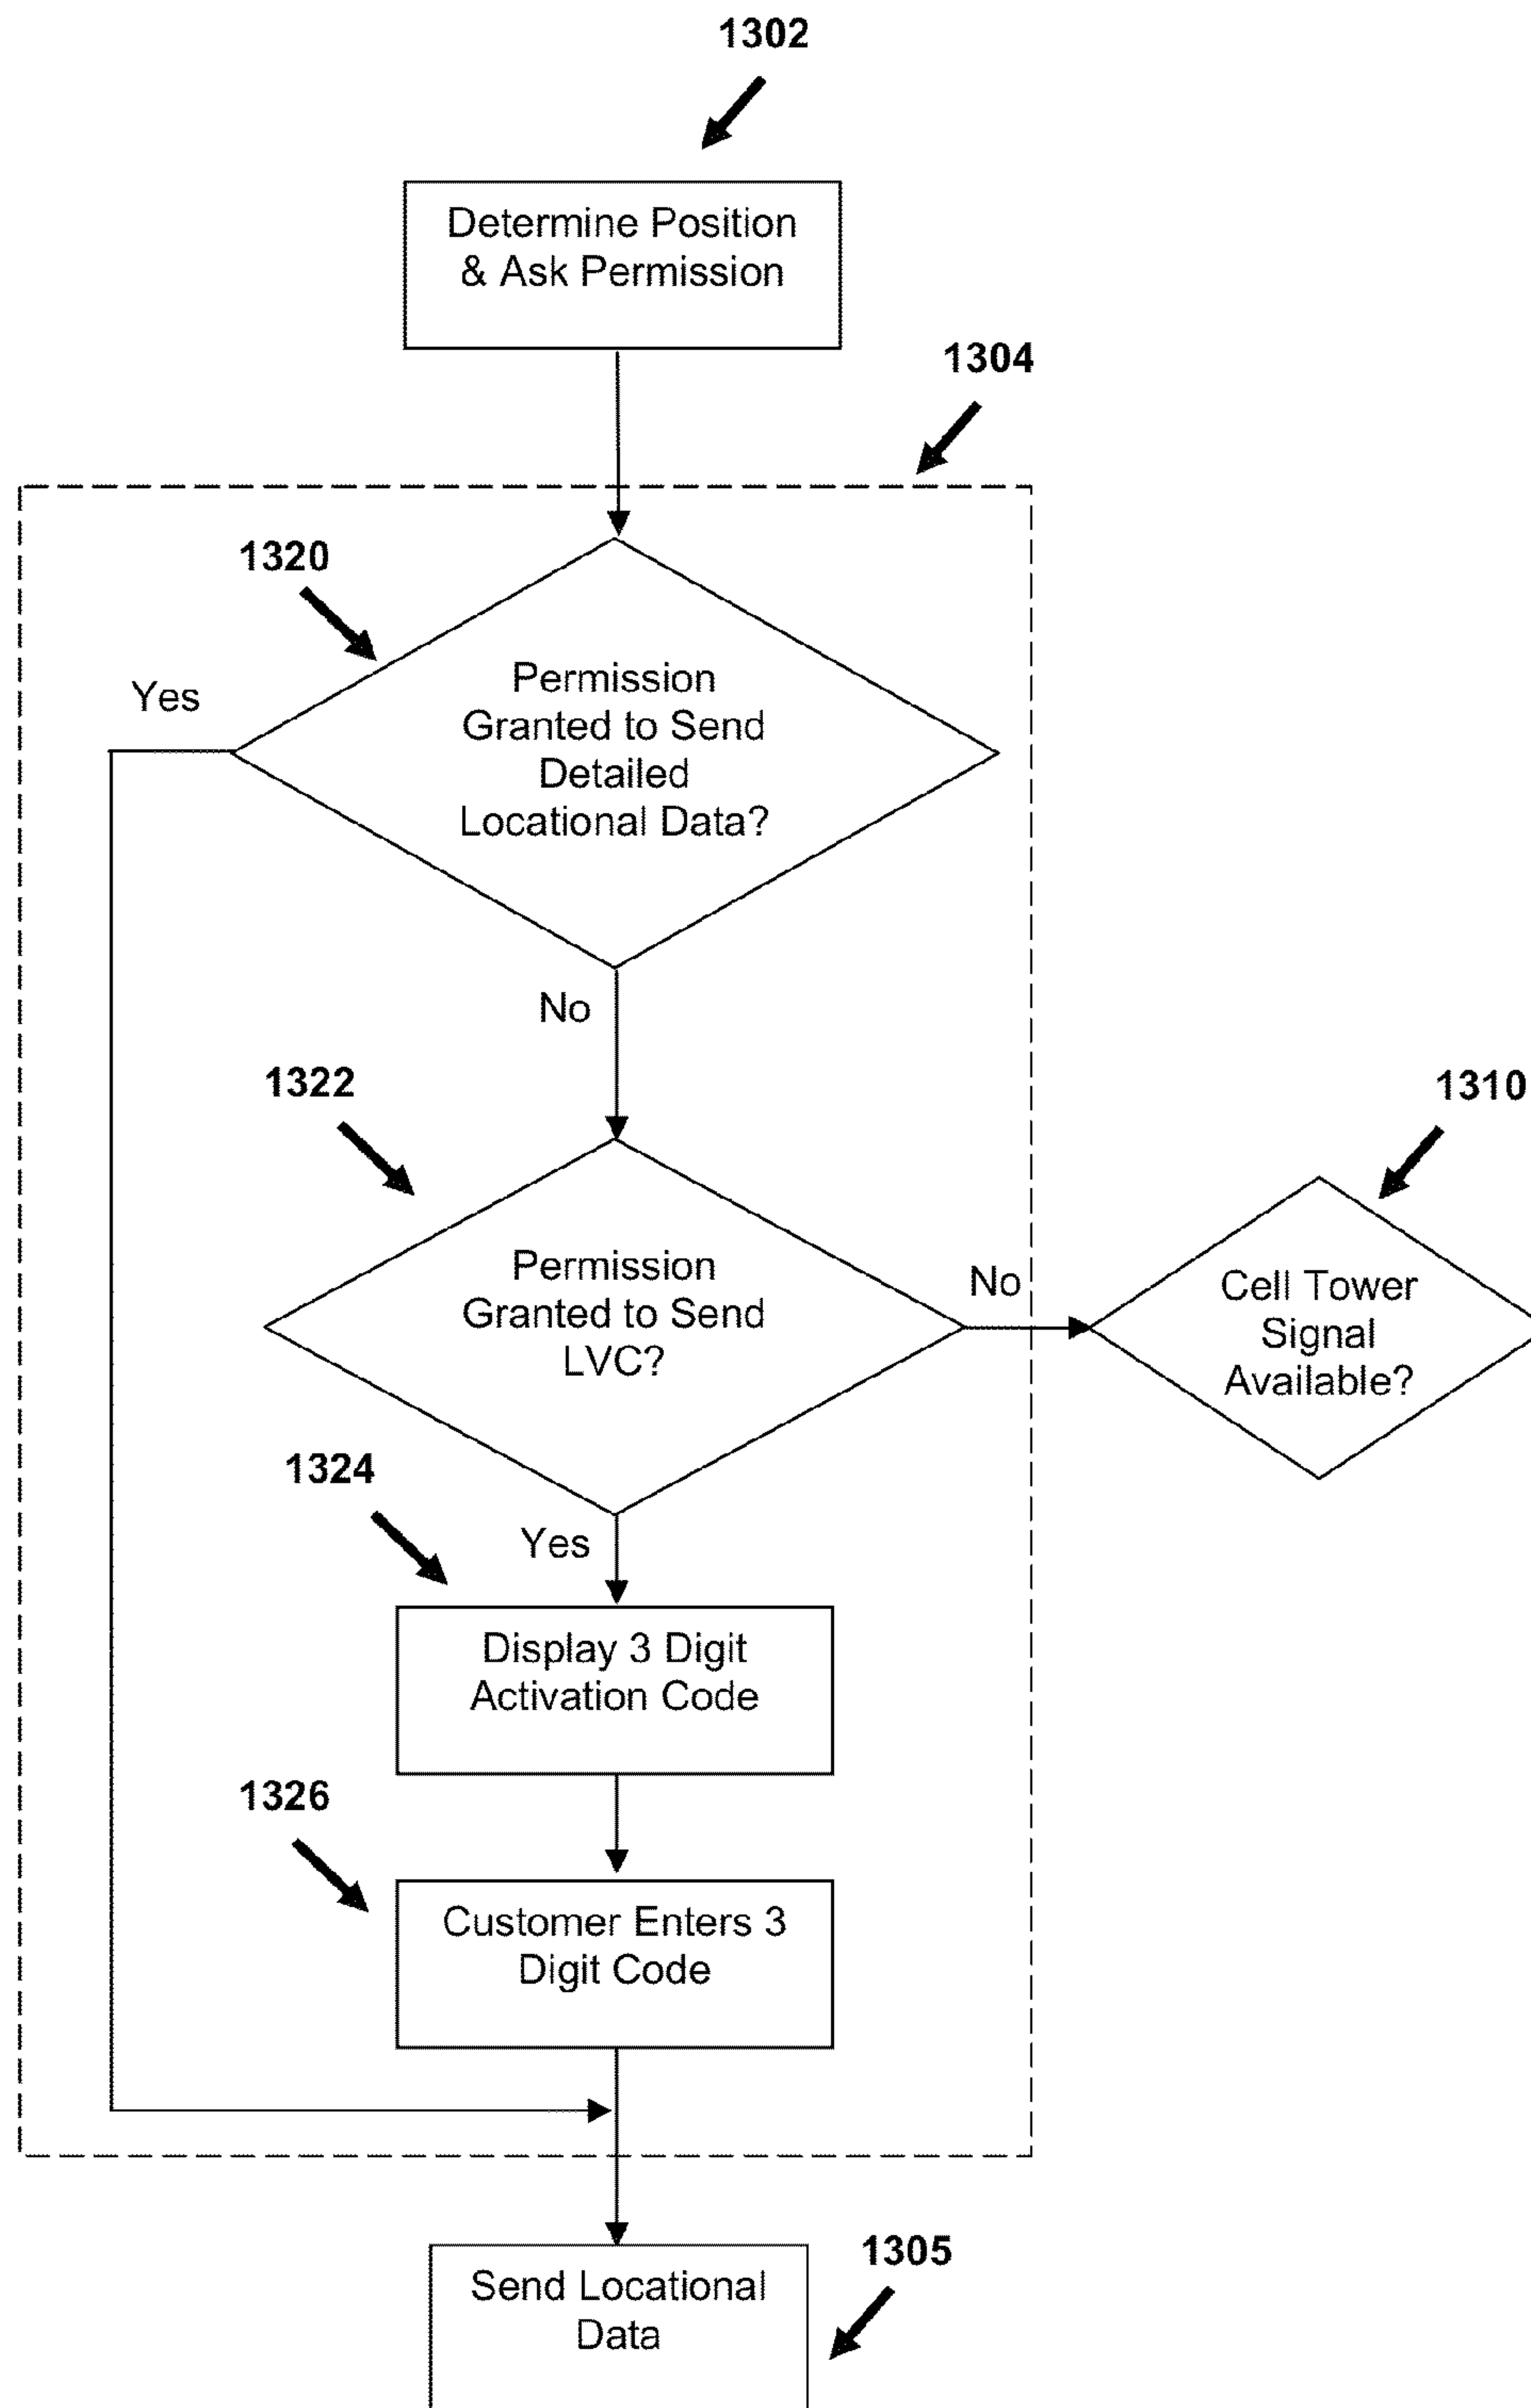 1302
Determine Position
& Ask Permission
1304
1320
Yes
Permission
Granted to Send
Detailed
Locational Data?
No
1322
1310
Permission
Granted to Send
LVC?
No
Cell Tower
Signal
Available?
1324
Yes
Display 3 Digit
Activation Code
1326
Customer Enters 3
Digit Code
1305
Send Locational
Data